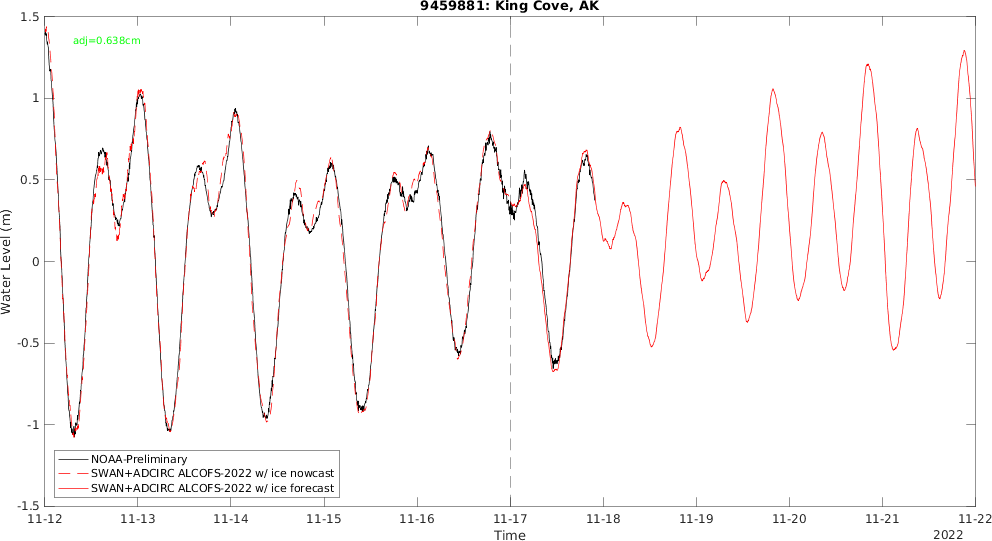 9459881: King Cove, AK
adj=0.638cm
Water Level (m)
1.5
1
0.5
0
-0.5
-1
-1.5
NOAA-Preliminary
SWAN+ADCIRC ALCOFS-2022 w/ ice nowcast
SWAN+ADCIRC ALCOFS-2022 w/ ice forecast
11-12 11-13 11-14 11-15 11-16 11-17 11-18 11-19 11-20 11-21 11-22
Time
2022